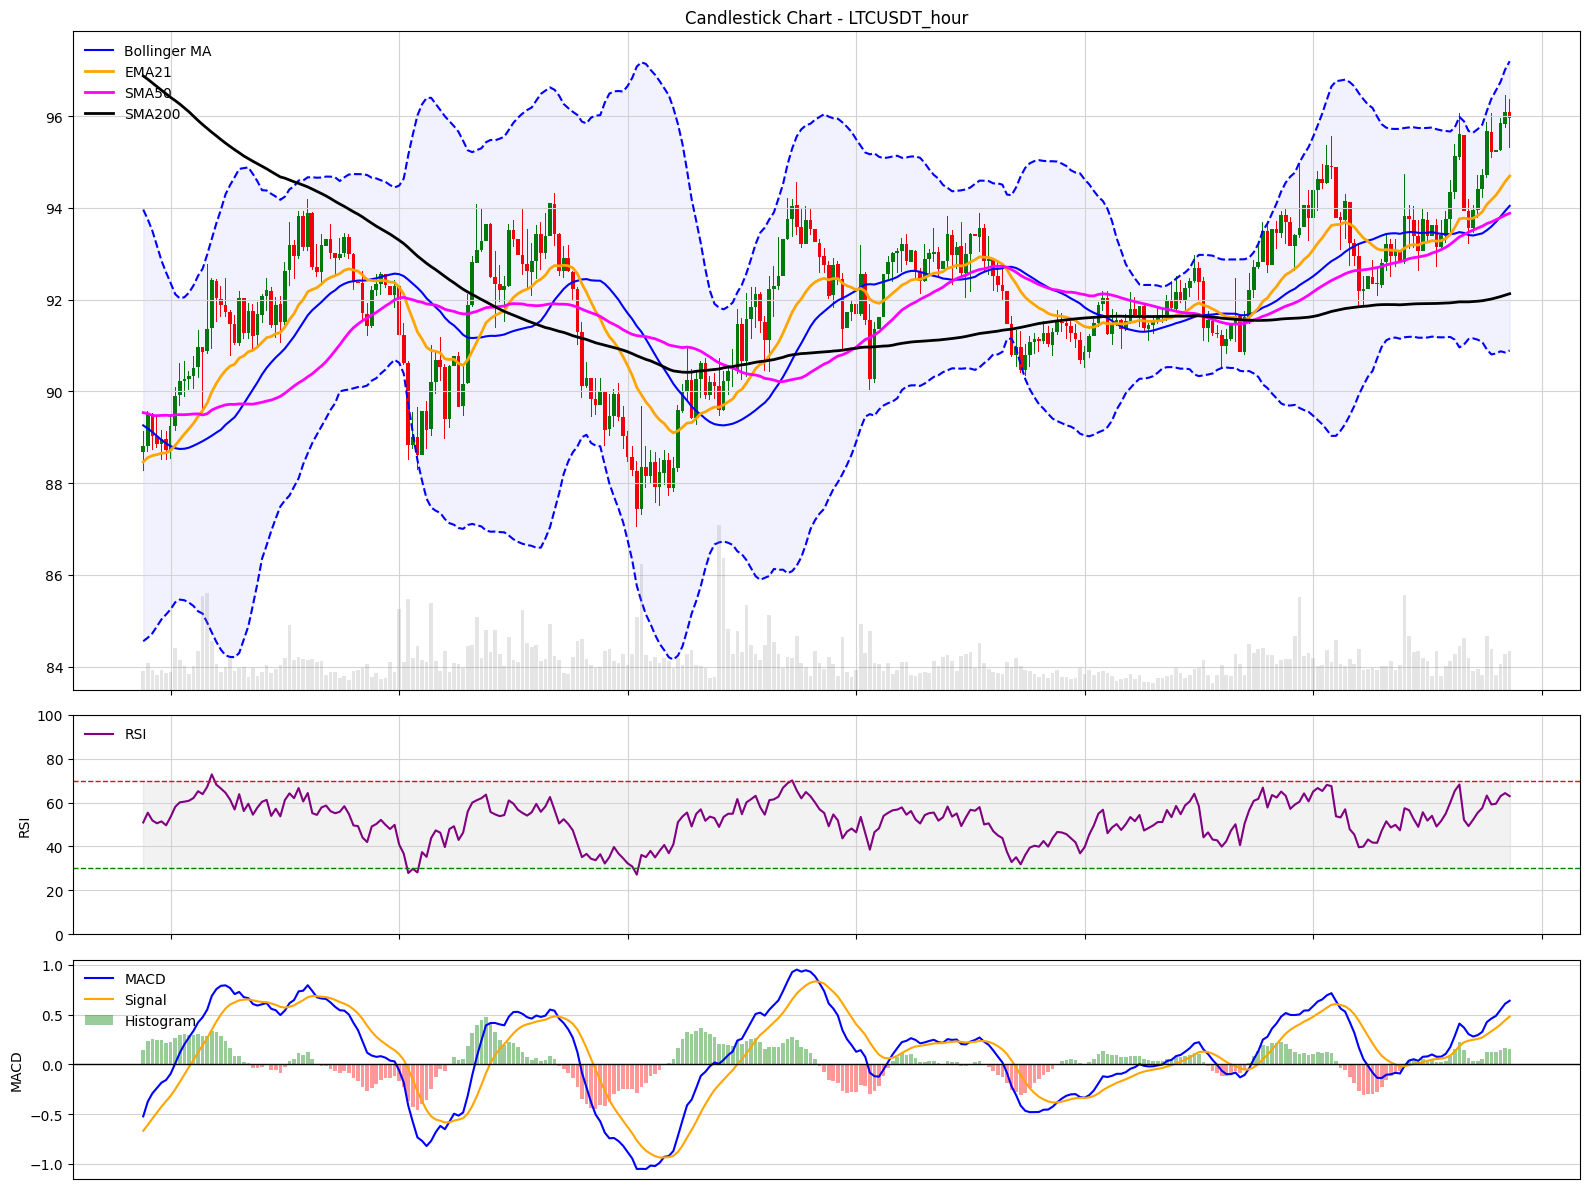 Candlestick Chart - LTCUSDT_hour
Bollinger MA
EMA21
SMA50
SMA200
96
94
92
90
88
86
84
RSI
100
80
60
40
20
0
RSI
MACD
Signal
Histogram
1.0
0.5
0.0
−0.5
−1.0
MACD